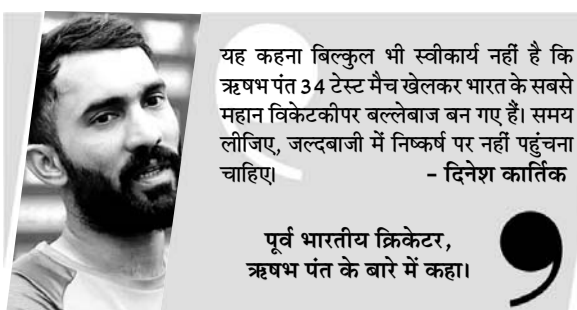 यह कहना बिल्कुल भी स्वीकार्य नहीं है कि
ऋषभ पंत 34 टेस्ट मैच खेलकर भारत के सबसे
महान विकेटकीपर बल्लेबाज बन गए हैं। समय
लीजिए, जल्दबाजी में निष्कर्ष पर नहीं पहुंचना
चाहिए। – दिनेश कार्तिक
पूर्व भारतीय क्रिकेटर,
ऋषभ पंत के बारे में कहा।